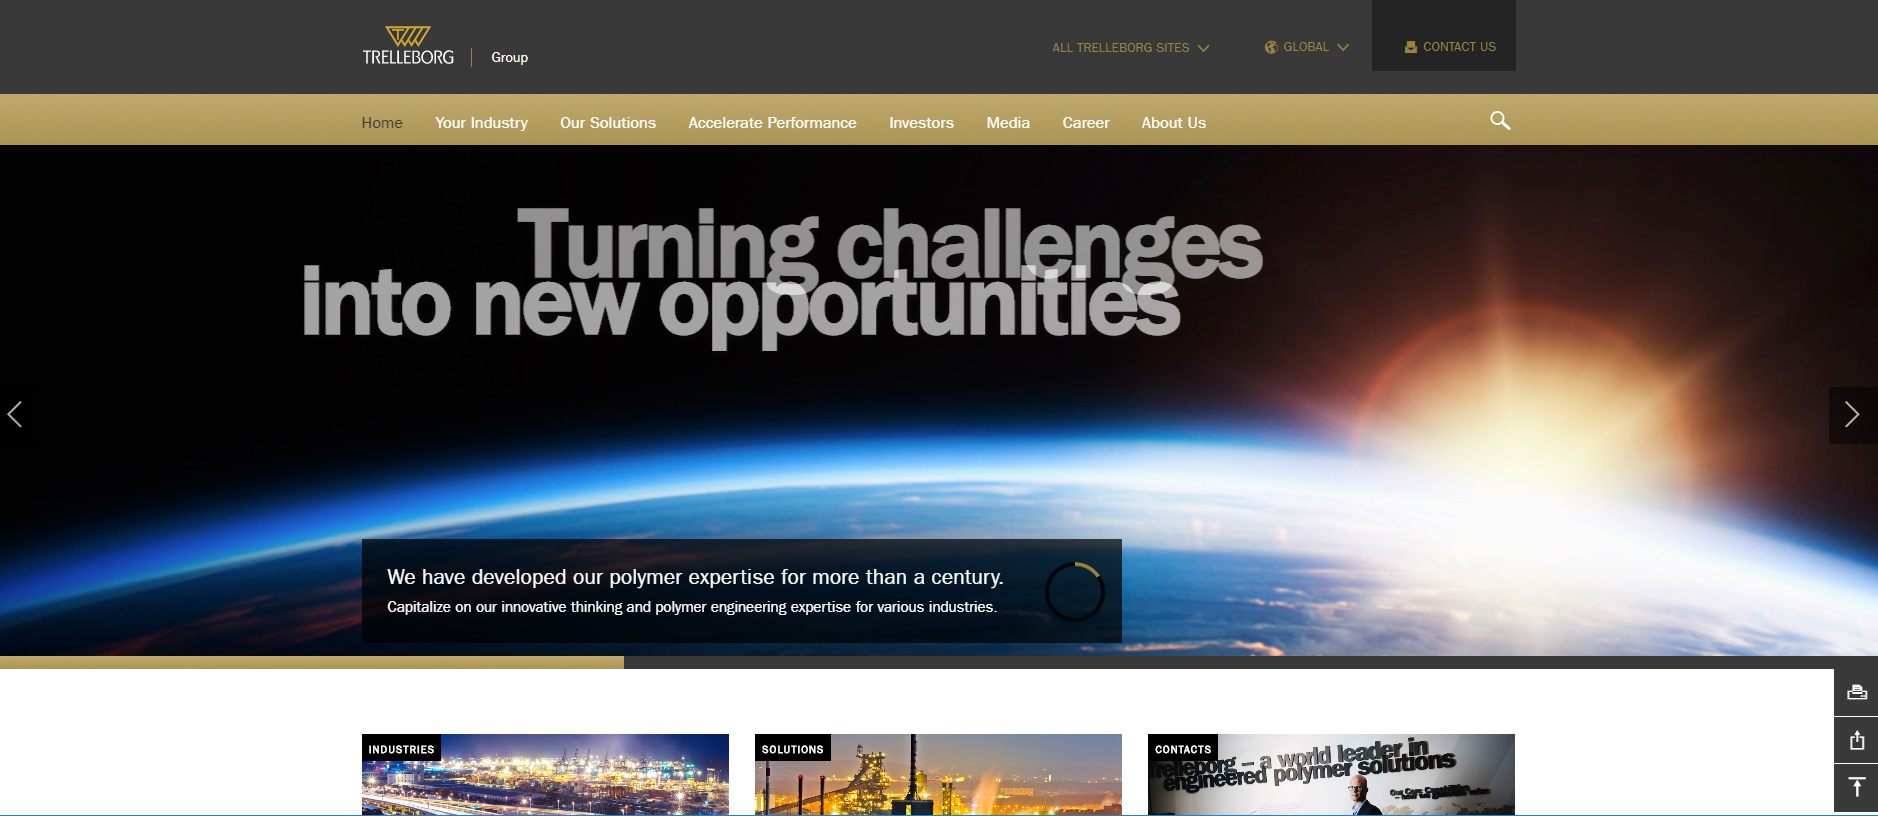 TRELLEBORG
Group
ALL TRELLEBORG SITES
GLOBAL
CONTACT US
Home
Your Industry
Our Solutions
Accelerate Performance
Investors
Media
Career
About Us
Turning challenges
into new opportunities
We have developed our polymer expertise for more than a century.
Capitalize on our innovative thinking and polymer engineering expertise for various industries.
INDUSTRIES
SOLUTIONS
CONTACTS
Trelleborg – a world leader in
engineered polymer solutions